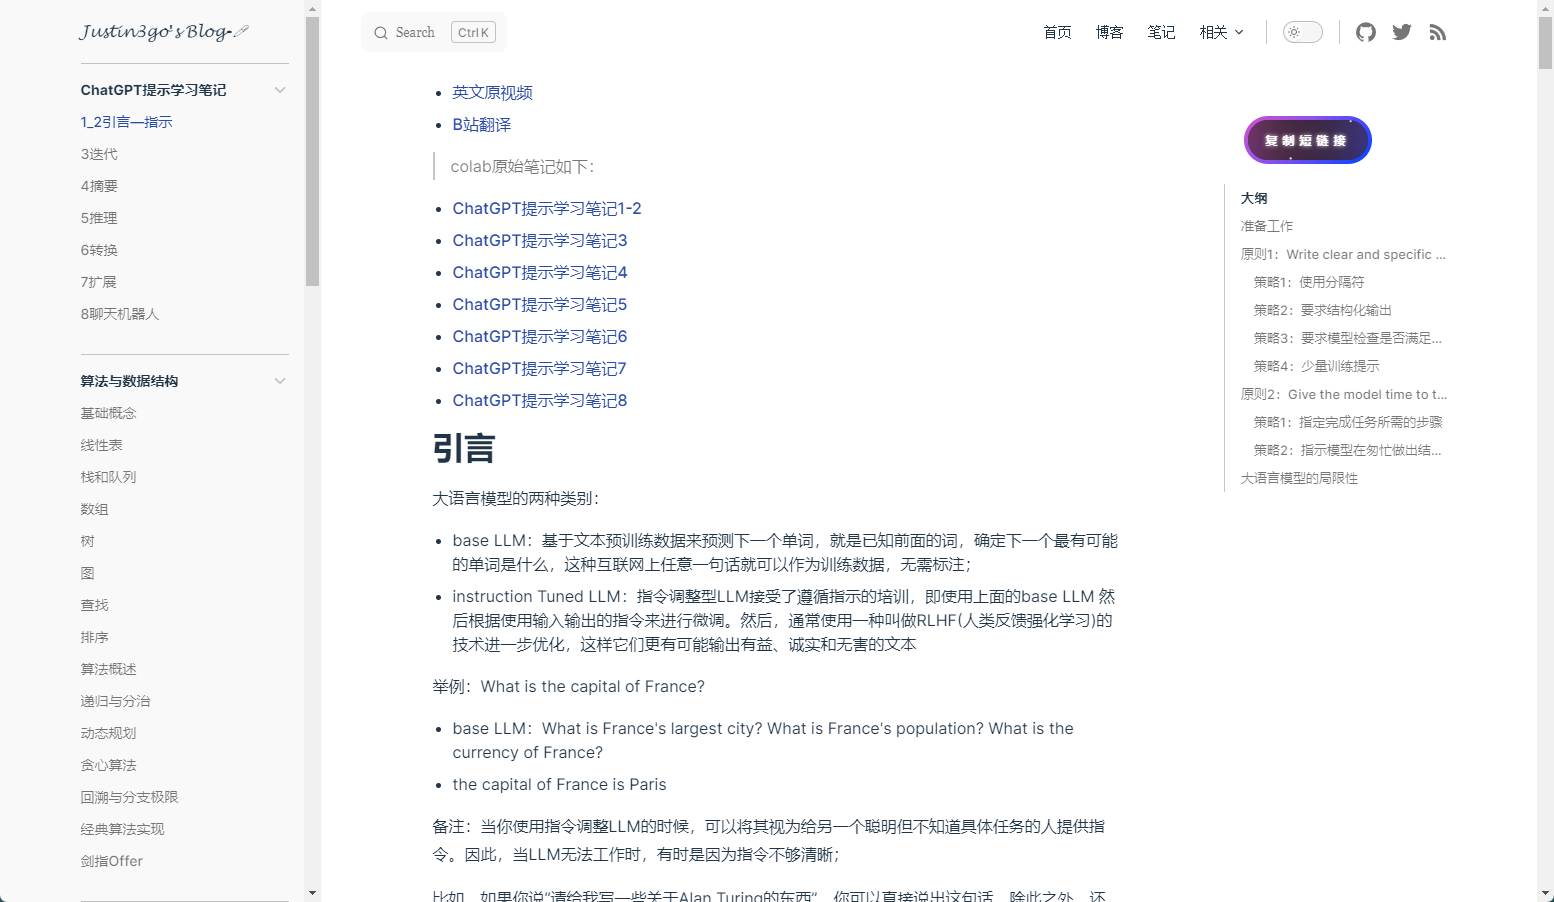 Justin3go's Blog-🖊
Search Ctrl K
首页 博客 笔记 相关
ChatGPT提示学习笔记
1_2引言—指示
3迭代
4摘要
5推理
6转换
7扩展
8聊天机器人
算法与数据结构
基础概念
线性表
栈和队列
数组
树
图
查找
排序
算法概述
递归与分治
动态规划
贪心算法
回溯与分支极限
经典算法实现
剑指Offer
英文原视频
B站翻译
colab原始笔记如下：
ChatGPT提示学习笔记1-2
ChatGPT提示学习笔记3
ChatGPT提示学习笔记4
ChatGPT提示学习笔记5
ChatGPT提示学习笔记6
ChatGPT提示学习笔记7
ChatGPT提示学习笔记8
引言
大语言模型的两种类别：
base LLM：基于文本预训练数据来预测下一个单词，就是已知前面的词，确定下一个最有可能
的单词是什么，这种互联网上任意一句话就可以作为训练数据，无需标注；
instruction Tuned LLM：指令调整型LLM接受了遵循指示的培训，即使用上面的base LLM 然
后根据使用输入输出的指令来进行微调。然后，通常使用一种叫做RLHF(人类反馈强化学习)的
技术进一步优化，这样它们更有可能输出有益、诚实和无害的文本
举例：What is the capital of France?
base LLM：What is France's largest city? What is France's population? What is the
currency of France?
the capital of France is Paris
备注：当你使用指令调整LLM的时候，可以将其视为给另一个聪明但不知道具体任务的人提供指
令。因此，当LLM无法工作时，有时是因为指令不够清晰；
比如，如果你说“请给我写一些关于Alan Turing的东西”，你可以直接说出这句话，除此之外，还
复制短链接
大纲
准备工作
原则1：Write clear and specific ...
策略1：使用分隔符
策略2：要求结构化输出
策略3：要求模型检查是否满足...
策略4：少量训练提示
原则2：Give the model time to t...
策略1：指定完成任务所需的步骤
策略2：指示模型在匆忙做出结...
大语言模型的局限性